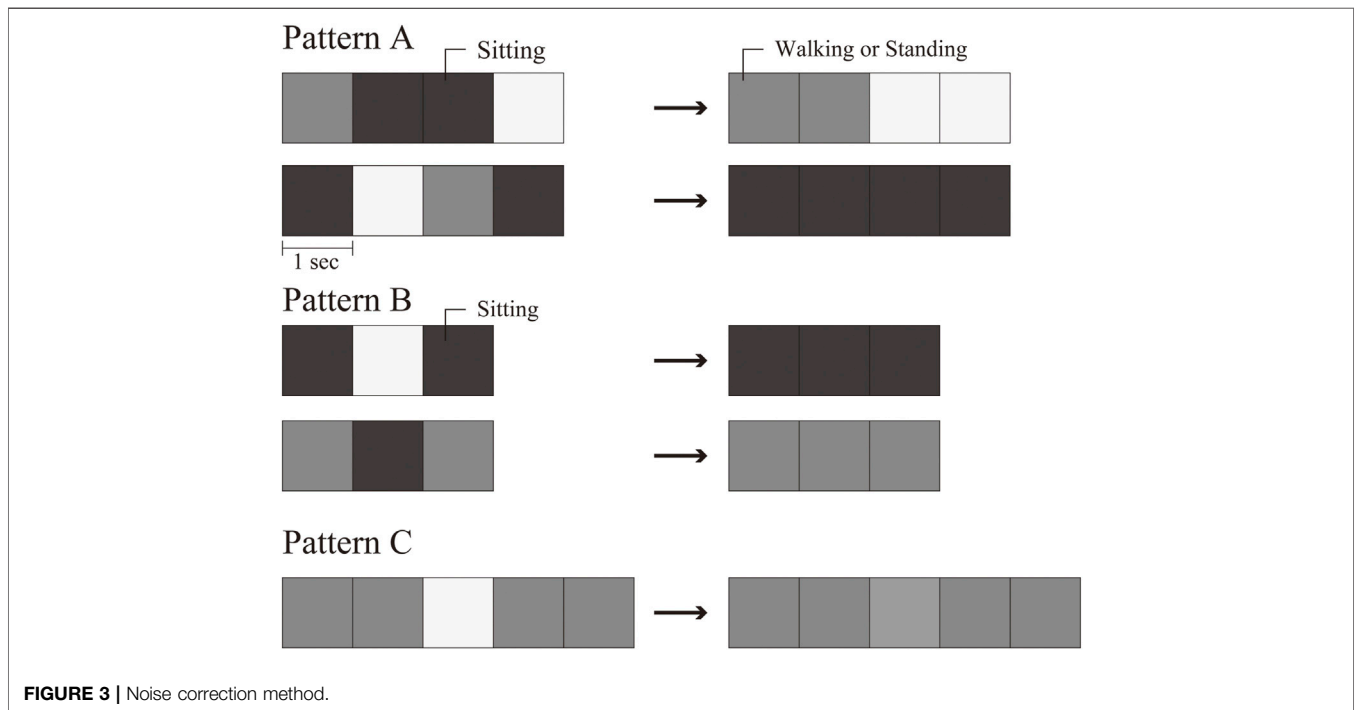 Pattern A
Sitting
Walking or Standing
1 sec
Pattern B
Sitting
Pattern C
FIGURE 3 | Noise correction method.